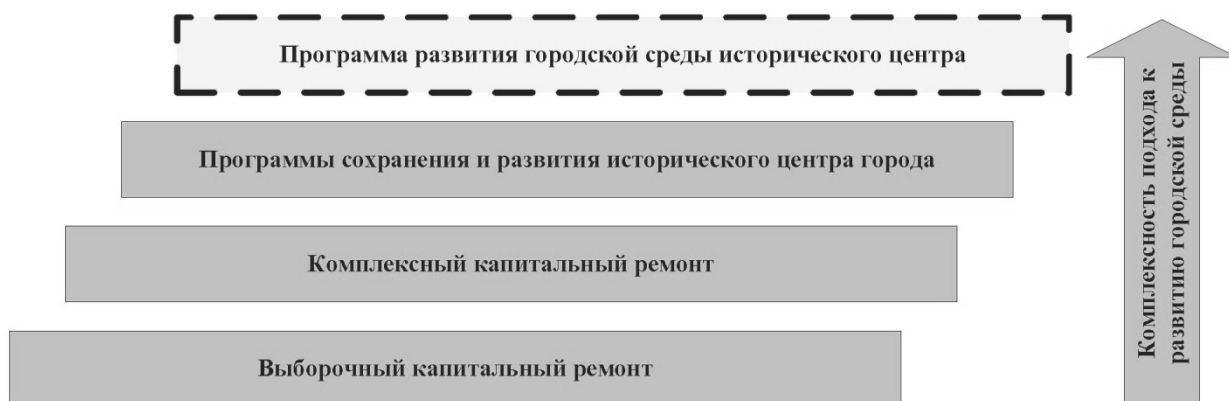 Программа развития городской среды исторического центра
Программы сохранения и развития исторического центра города
Комплексный капитальный ремонт
Выборочный капитальный ремонт
Комплексность подхода к
развитию городской среды